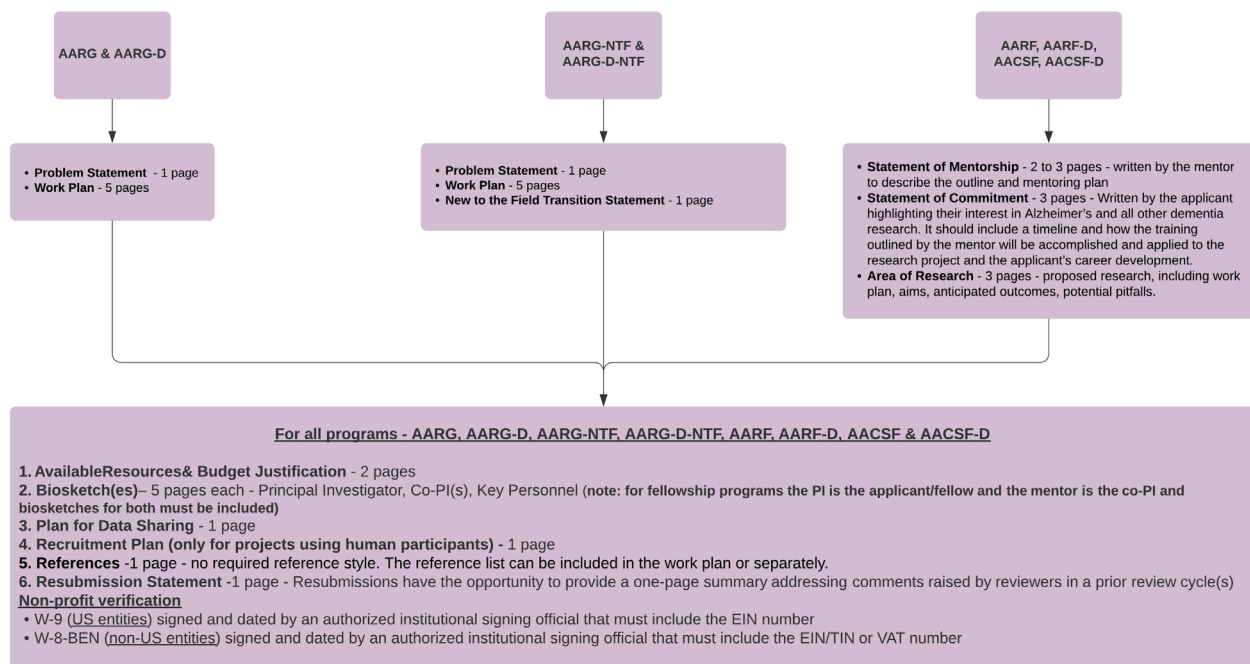 AARG & AARG-D
AARG-NTF &
AARG-D-NTF
AARF, AARF-D,
AACSF, AACSF-D
• Problem Statement - 1 page
• Work Plan - 5 pages
• Problem Statement - 1 page
• Work Plan - 5 pages
• New to the Field Transition Statement - 1 page
• Statement of Mentorship - 2 to 3 pages - written by the mentor
to describe the outline and mentoring plan
• Statement of Commitment - 3 pages - Written by the applicant
highlighting their interest in Alzheimer's and all other dementia
research. It should include a timeline and how the training
outlined by the mentor will be accomplished and applied to the
research project and the applicant's career development.
• Area of Research - 3 pages - proposed research, including work
plan, aims, anticipated outcomes, potential pitfalls.
For all programs - AARG, AARG-D, AARG-NTF, AARG-D-NTF, AARF, AARF-D, AACSF & AACSF-D
1. AvailableResources& Budget Justification - 2 pages
2. Biosketch(es)– 5 pages each - Principal Investigator, Co-PI(s), Key Personnel (note: for fellowship programs the PI is the applicant/fellow and the mentor is the co-PI and
biosketches for both must be included)
3. Plan for Data Sharing - 1 page
4. Recruitment Plan (only for projects using human participants) - 1 page
5. References -1 page - no required reference style. The reference list can be included in the work plan or separately.
6. Resubmission Statement -1 page - Resubmissions have the opportunity to provide a one-page summary addressing comments raised by reviewers in a prior review cycle(s)
Non-profit verification
• W-9 (US entities) signed and dated by an authorized institutional signing official that must include the EIN number
• W-8-BEN (non-US entities) signed and dated by an authorized institutional signing official that must include the EIN/TIN or VAT number